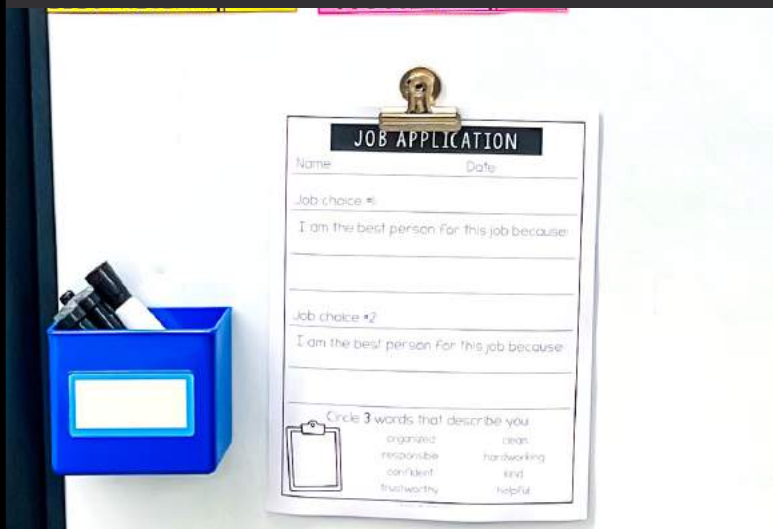 JOB APPLICATION
Name Date
Job choice #1
I am the best person for this job because
Job choice #2
I am the best person for this job because
Circle 3 words that describe you
organized clean
responsible hardworking
confident kind
trustworthy helpful